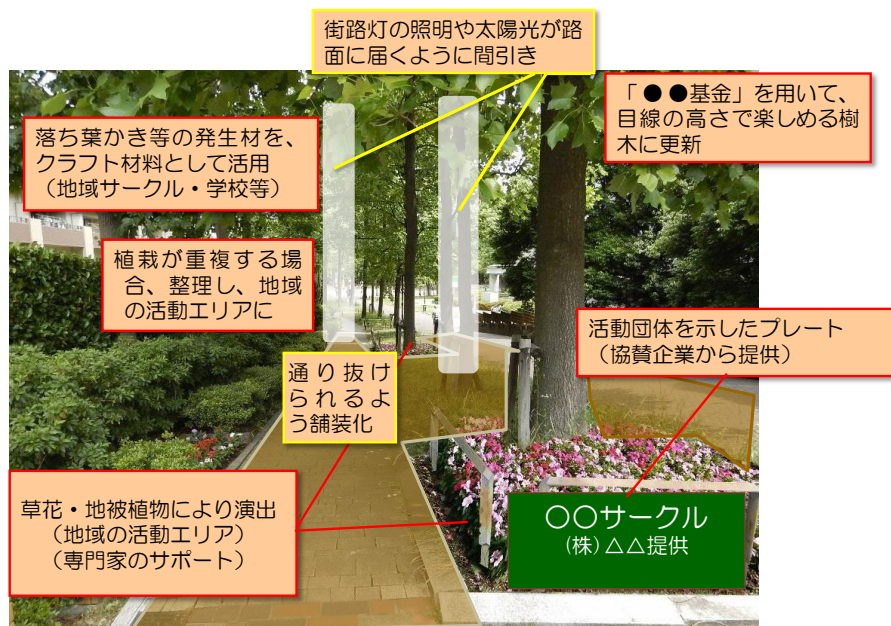 街路灯の照明や太陽光が路
面に届くように間引き
「●●基金」を用いて、
目線の高さで楽しめる樹
木に更新
落ち葉かき等の発生材を、
クラフト材料として活用
（地域サークル・学校等）
植栽が重複する場
合、整理し、地域
の活動エリアに
活動団体を示したプレート
（協賛企業から提供）
通り抜け
られるよ
う舗装化
草花・地被植物により演出
（地域の活動エリア）
（専門家のサポート）
〇〇サークル
(株)△△提供